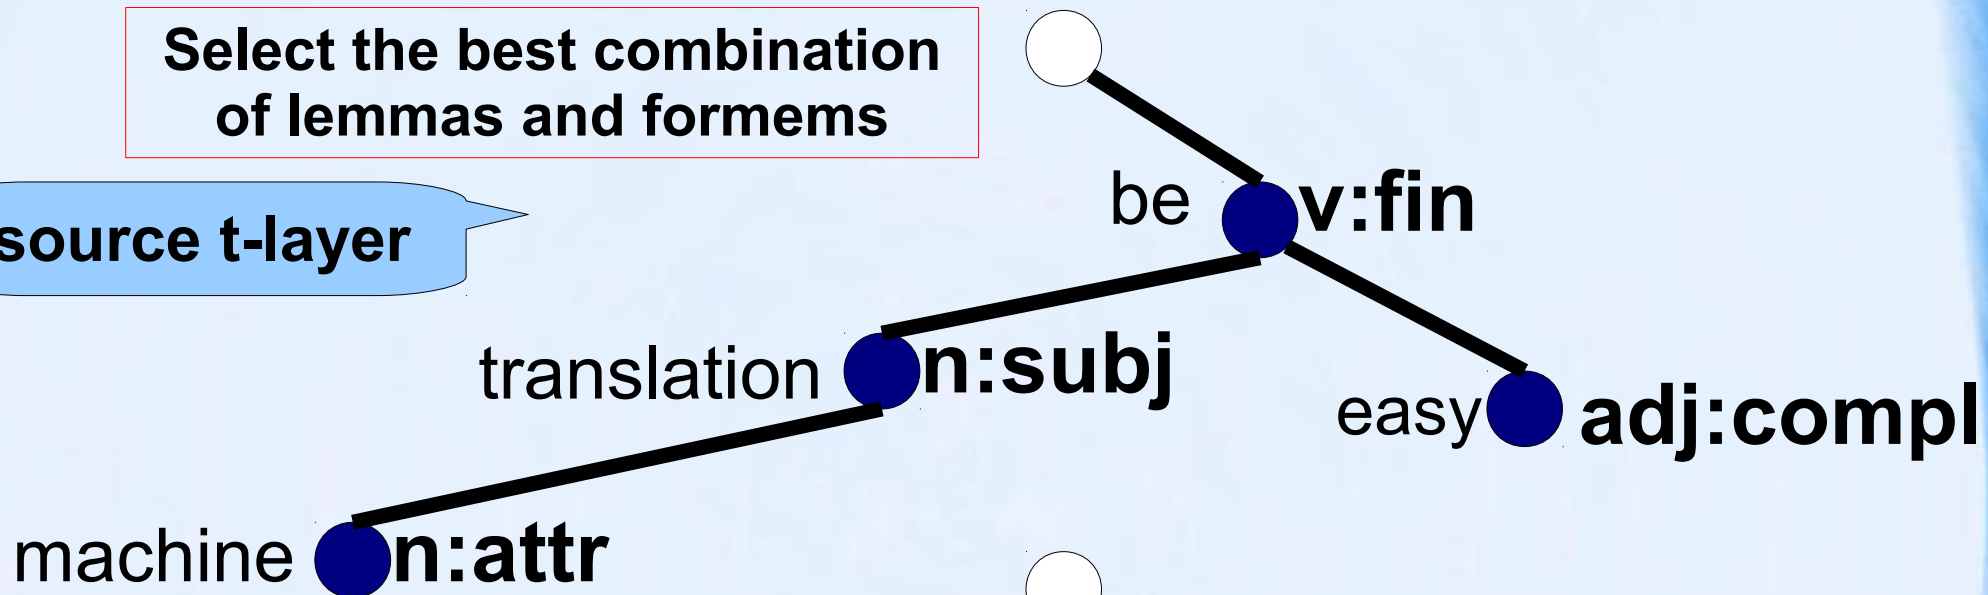 Select the best combination
of lemmas and formems
be v:fin
source t-layer
translation n:subj
easy adj:compl
machine n:attr